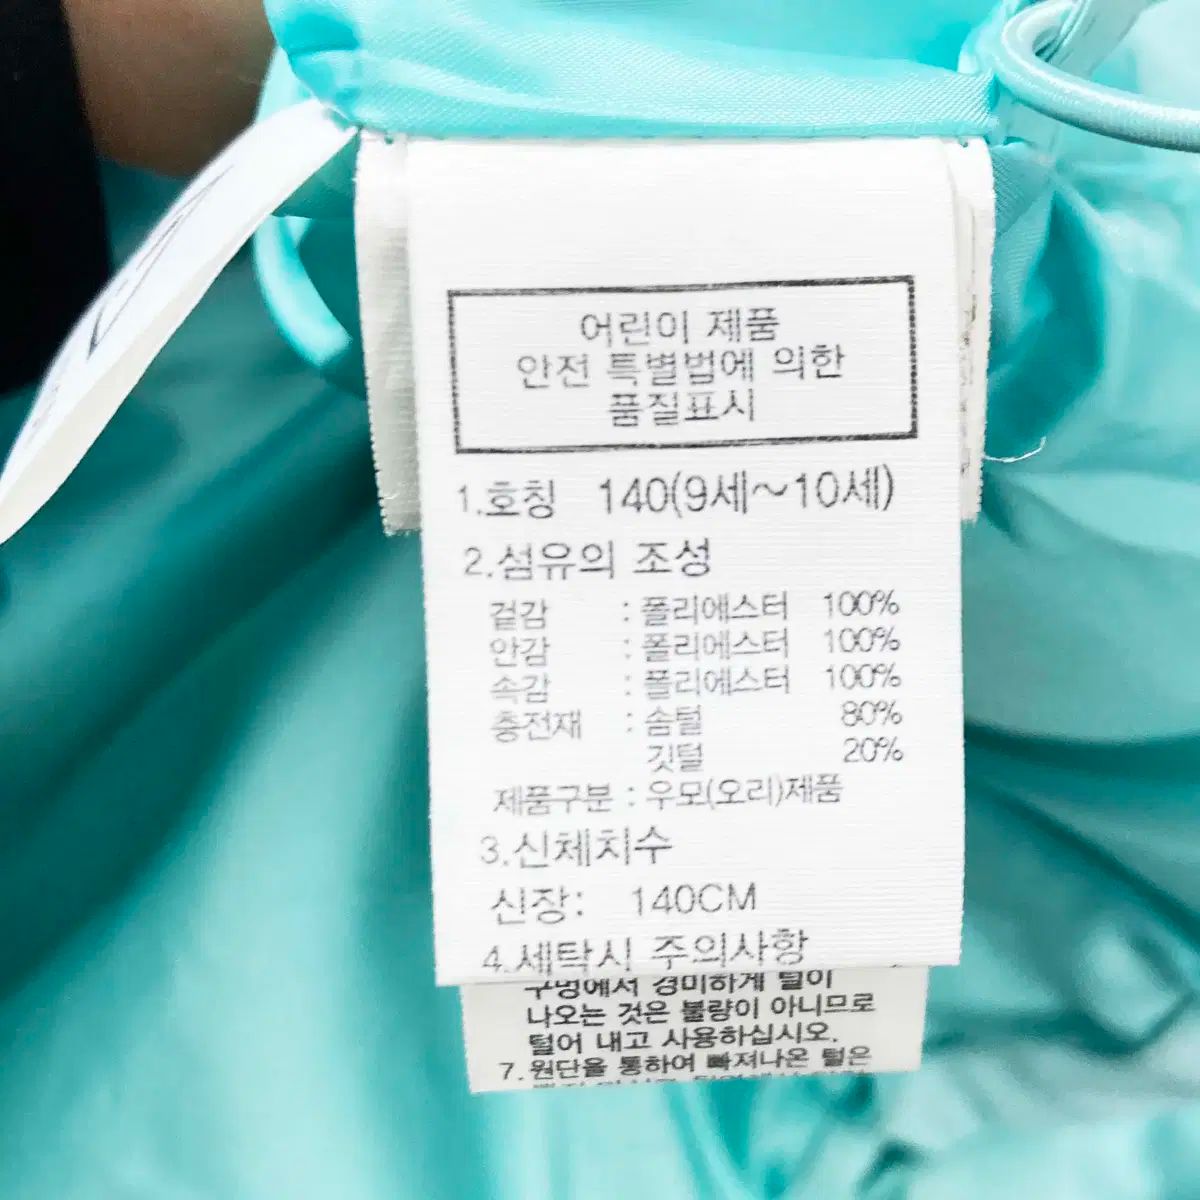 어린이 제품
안전 특별법에 의한
품질표시
1.호칭 140(9세~10세)
2.섬유의 조성
겉감 : 폴리에스터 100%
안감 : 폴리에스터 100%
속감 : 폴리에스터 100%
충전재 : 솜털 80%
깃털 20%
제품구분 : 우모(오리)제품
3.신체치수
신장: 140CM
4.세탁시 주의사항
구멍에서 경미하게 털이
나오는 것은 불량이 아니므로
털어 내고 사용하십시오.
7.원단을 통하여 빠져나온 털은